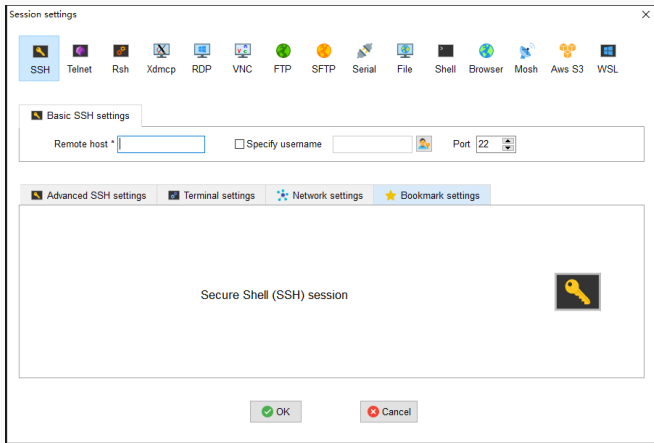 Session settings
SSH Telnet Rsh Xdmcp RDP VNC FTP SFTP Serial File Shell Browser Mosh Aws S3 WSL
Basic SSH settings
Remote host * Specify username Port 22
Advanced SSH settings Terminal settings Network settings Bookmark settings
Secure Shell (SSH) session
OK Cancel